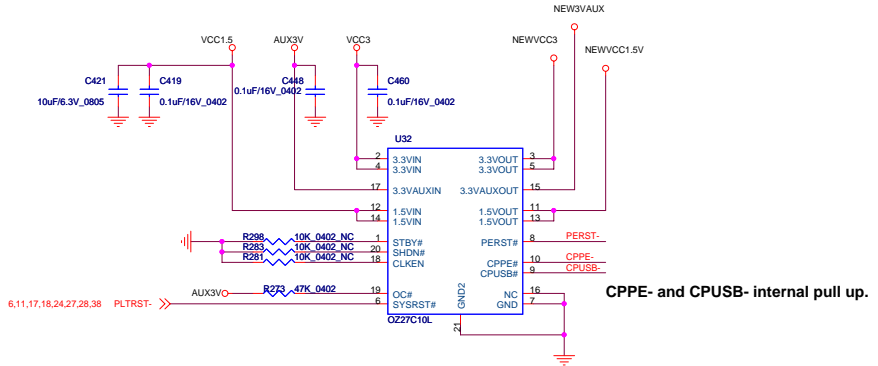 NEW3VAUX
VCC1.5
AUX3V
VCC3
NEWVCC3
NEWVCC1.5V
C421
10uF/6.3V_0805
C419
0.1uF/16V_0402
C448
0.1uF/16V_0402
C460
0.1uF/16V_0402
U32
2 3.3VIN 3.3VOUT 3
4 3.3VIN 3.3VOUT 5
17 3.3VAUXIN 3.3VAUXOUT 15
12 1.5VIN 1.5VOUT 11
14 1.5VIN 1.5VOUT 13
R298 10K_0402_NC 1 STBY# PERST# 8 PERST-
R283 10K_0402_NC 20 SHDN#
R281 10K_0402_NC 18 CLKEN CPPE# 10 CPPE-
CPUSB# 9 CPUSB-
AUX3V R273 47K_0402 19 OC# NC 16
6,11,17,18,24,27,28,38 PLTRST- 6 SYSRST# GND 7
GND2
21
OZ27C10L
CPPE- and CPUSB- internal pull up.